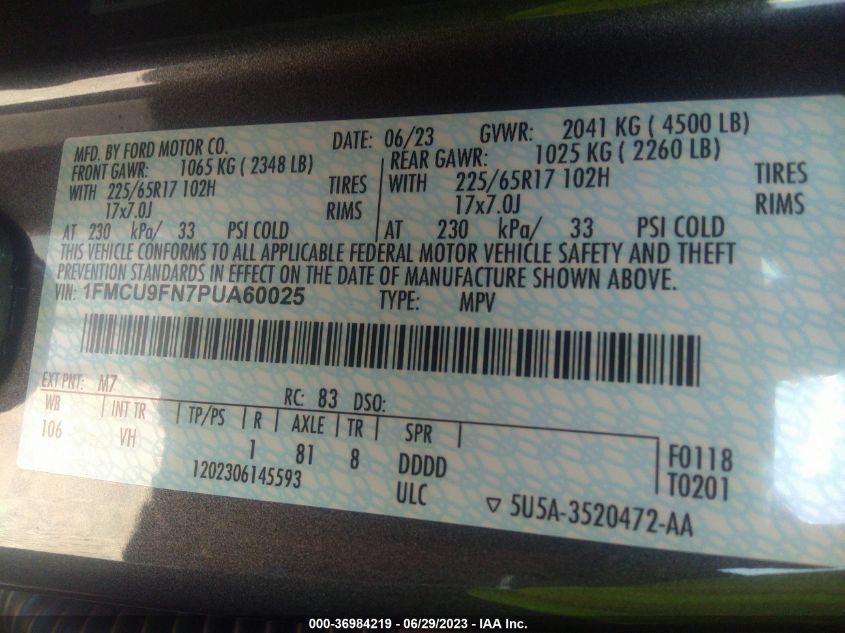 MFD. BY FORD MOTOR CO. DATE: 06/23 GVWR: 2041 KG ( 4500 LB)
FRONT GAWR: 1065 KG ( 2348 LB) REAR GAWR: 1025 KG ( 2260 LB)
WITH 225/65R17 102H TIRES WITH 225/65R17 102H TIRES
17x7.0J RIMS 17x7.0J RIMS
AT 230 kPa/ 33 PSI COLD AT 230 kPa/ 33 PSI COLD
THIS VEHICLE CONFORMS TO ALL APPLICABLE FEDERAL MOTOR VEHICLE SAFETY AND THEFT
PREVENTION STANDARDS IN EFFECT ON THE DATE OF MANUFACTURE SHOWN ABOVE.
VIN: 1FMCU9FN7PUA60025 TYPE: MPV
EXT PNT: M7 RC: 83 DSO:
WB INT TR TP/PS R AXLE TR SPR
106 VH 1 81 8 DDDD F0118
1202306145593 ULC T0201
▽ 5U5A-3520472-AA
000-36984219 - 06/29/2023 - IAA Inc.